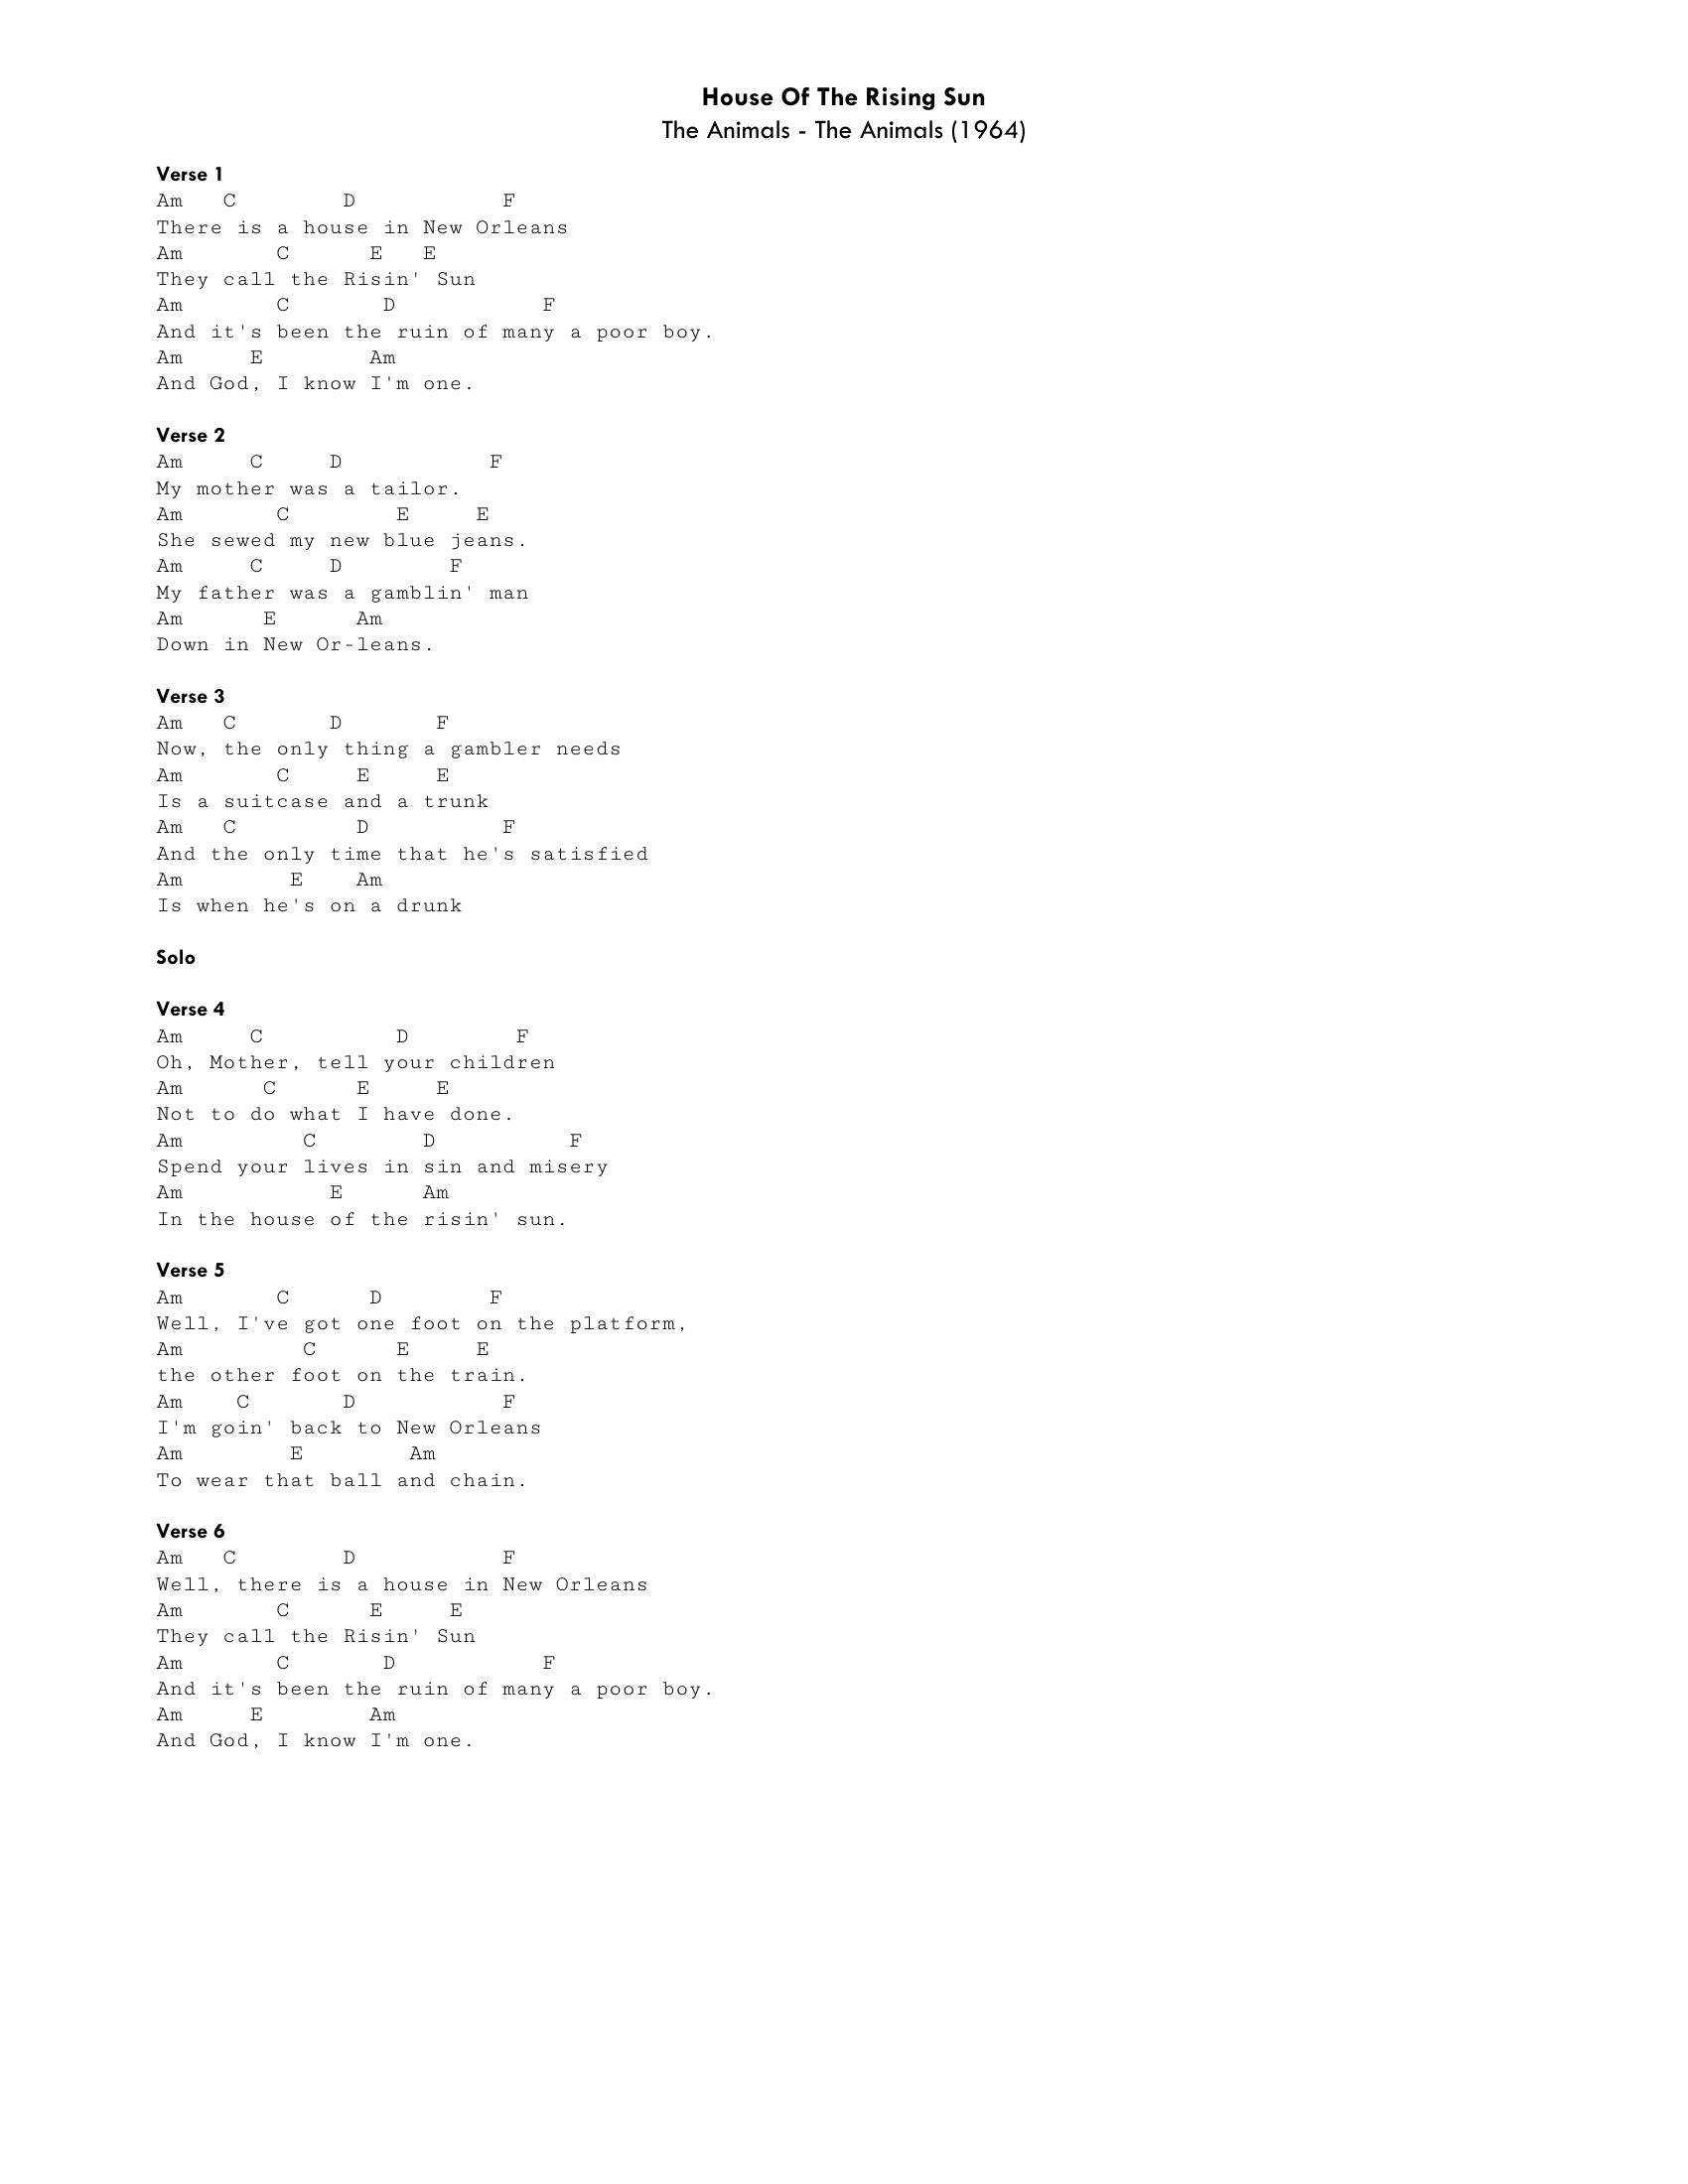 House Of The Rising Sun
The Animals - The Animals (1964)
Verse 1
Am   C        D           F
There is a house in New Orleans
Am       C      E   E
They call the Risin' Sun
Am       C       D           F
And it's been the ruin of many a poor boy.
Am     E        Am
And God, I know I'm one.

Verse 2
Am     C     D           F
My mother was a tailor.
Am       C        E     E
She sewed my new blue jeans.
Am     C     D        F
My father was a gamblin' man
Am      E      Am
Down in New Or-leans.

Verse 3
Am   C       D       F
Now, the only thing a gambler needs
Am       C     E     E
Is a suitcase and a trunk
Am   C         D          F
And the only time that he's satisfied
Am        E    Am
Is when he's on a drunk

Solo

Verse 4
Am     C          D        F
Oh, Mother, tell your children
Am      C      E     E
Not to do what I have done.
Am         C        D          F
Spend your lives in sin and misery
Am           E      Am
In the house of the risin' sun.

Verse 5
Am       C      D        F
Well, I've got one foot on the platform,
Am         C      E     E
the other foot on the train.
Am    C       D           F
I'm goin' back to New Orleans
Am        E        Am
To wear that ball and chain.

Verse 6
Am   C        D           F
Well, there is a house in New Orleans
Am       C      E     E
They call the Risin' Sun
Am       C       D           F
And it's been the ruin of many a poor boy.
Am     E        Am
And God, I know I'm one.